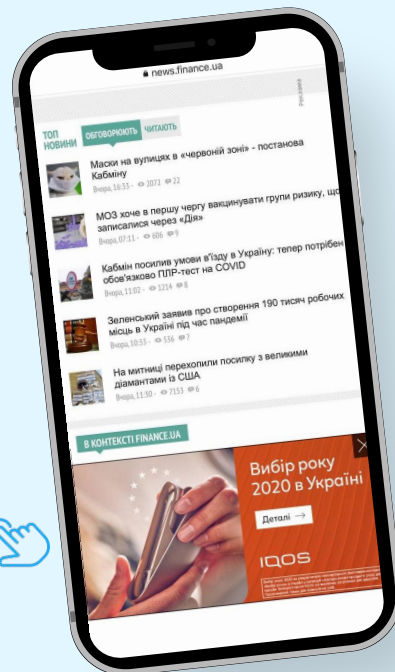 news.finance.ua
Реклама
ТОП
НОВИНИ
ОБГОВОРЮЮТЬ
ЧИТАЮТЬ
Маски на вулицях в «червоній зоні» - постанова
Кабміну
Вчора, 16:33 - 2072 22
МОЗ хоче в першу чергу вакцинувати групи ризику, що
записалися через «Дія»
Вчора, 07:11 - 606 9
Кабмін посилив умови в'їзду в Україну: тепер потрібен
обов'язково ПЛР-тест на COVID
Вчора, 11:02 - 1214 8
Зеленський заявив про створення 190 тисяч робочих
місць в Україні під час пандемії
Вчора, 10:53 - 536 7
На митниці перехопили посилку з великими
діамантами із США
Вчора, 11:50 - 7153 6
В КОНТЕКСТІ FINANCE.UA
Вибір року
2020 в Україні
Деталі →
IQOS